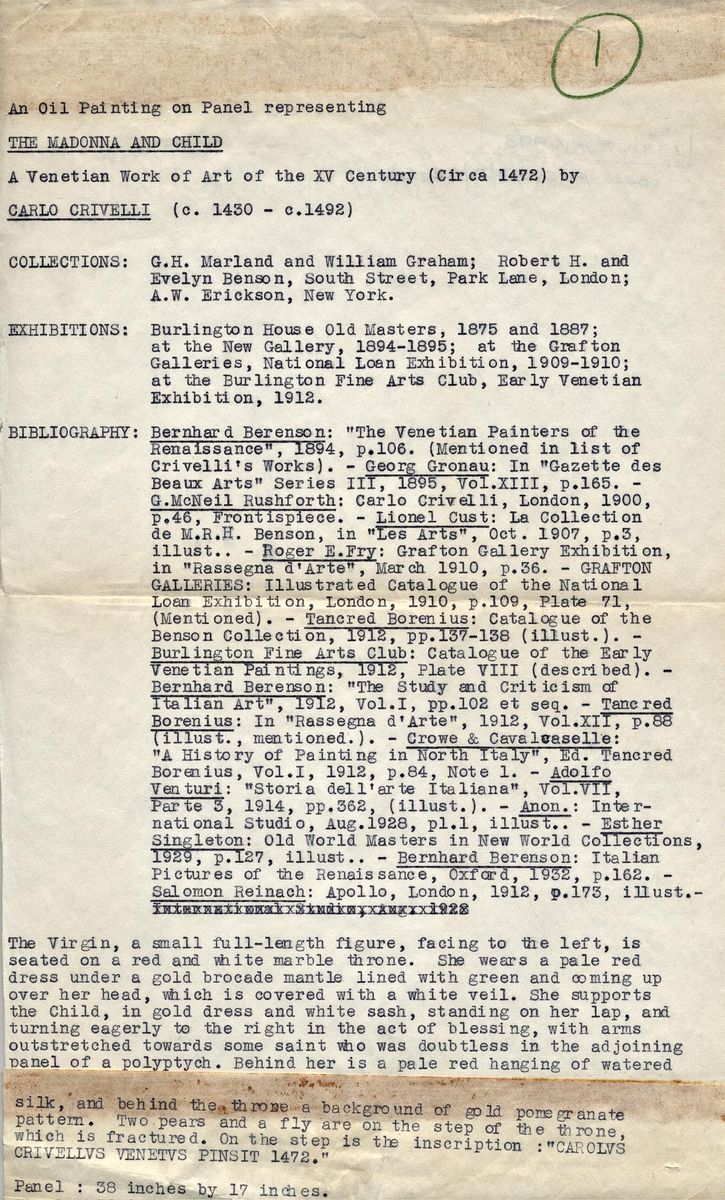 1
An Oil Painting on Panel representing
THE MADONNA AND CHILD
A Venetian Work of Art of the XV Century (Circa 1472) by
CARLO CRIVELLI (c. 1430 - c.1492)
COLLECTIONS: G.H. Marland and William Graham; Robert H. and
Evelyn Benson, South Street, Park Lane, London;
A.W. Erickson, New York.
EXHIBITIONS: Burlington House Old Masters, 1875 and 1887;
at the New Gallery, 1894-1895; at the Grafton
Galleries, National Loan Exhibition, 1909-1910;
at the Burlington Fine Arts Club, Early Venetian
Exhibition, 1912.
BIBLIOGRAPHY: Bernhard Berenson: "The Venetian Painters of the
Renaissance", 1894, p.106. (Mentioned in list of
Crivelli's Works). - Georg Gronau: In "Gazette des
Beaux Arts" Series III, 1895, Vol.XIII, p.165. -
G.McNeil Rushforth: Carlo Crivelli, London, 1900,
p.46, Frontispiece. - Lionel Cust: La Collection
de M.R.H. Benson, in "Les Arts", Oct. 1907, p.3,
illust.. - Roger E.Fry: Grafton Gallery Exhibition,
in "Rassegna d'Arte", March 1910, p.36. - GRAFTON
GALLERIES: Illustrated Catalogue of the National
Loan Exhibition, London, 1910, p.109, Plate 71,
(Mentioned). - Tancred Borenius: Catalogue of the
Benson Collection, 1912, pp.137-138 (illust.). -
Burlington Fine Arts Club: Catalogue of the Early
Venetian Paintings, 1912, Plate VIII (described). -
Bernhard Berenson: "The Study and Criticism of
Italian Art", 1912, Vol.I, pp.102 et seq. - Tancred
Borenius: In "Rassegna d'Arte", 1912, Vol.XII, p.88
(illust., mentioned.). - Crowe & Cavalcaselle:
"A History of Painting in North Italy", Ed. Tancred
Borenius, Vol.I, 1912, p.84, Note 1. - Adolfo
Venturi: "Storia dell'arte Italiana", Vol.VII,
Parte 3, 1914, pp.362, (illust.). - Anon.: Inter-
national Studio, Aug.1928, pl.1, illust.. - Esther
Singleton: Old World Masters in New World Collections,
1929, p.127, illust.. - Bernhard Berenson: Italian
Pictures of the Renaissance, Oxford, 1932, p.162. -
Salomon Reinach: Apollo, London, 1912, p.173, illust.-
International Studio, Aug. 1928
The Virgin, a small full-length figure, facing to the left, is
seated on a red and white marble throne. She wears a pale red
dress under a gold brocade mantle lined with green and coming up
over her head, which is covered with a white veil. She supports
the Child, in gold dress and white sash, standing on her lap, and
turning eagerly to the right in the act of blessing, with arms
outstretched towards some saint who was doubtless in the adjoining
panel of a polyptych. Behind her is a pale red hanging of watered
silk, and behind the throne a background of gold pomegranate
pattern. Two pears and a fly are on the step of the throne,
which is fractured. On the step is the inscription :"CAROLVS
CRIVELLVS VENETVS PINSIT 1472."
Panel : 38 inches by 17 inches.